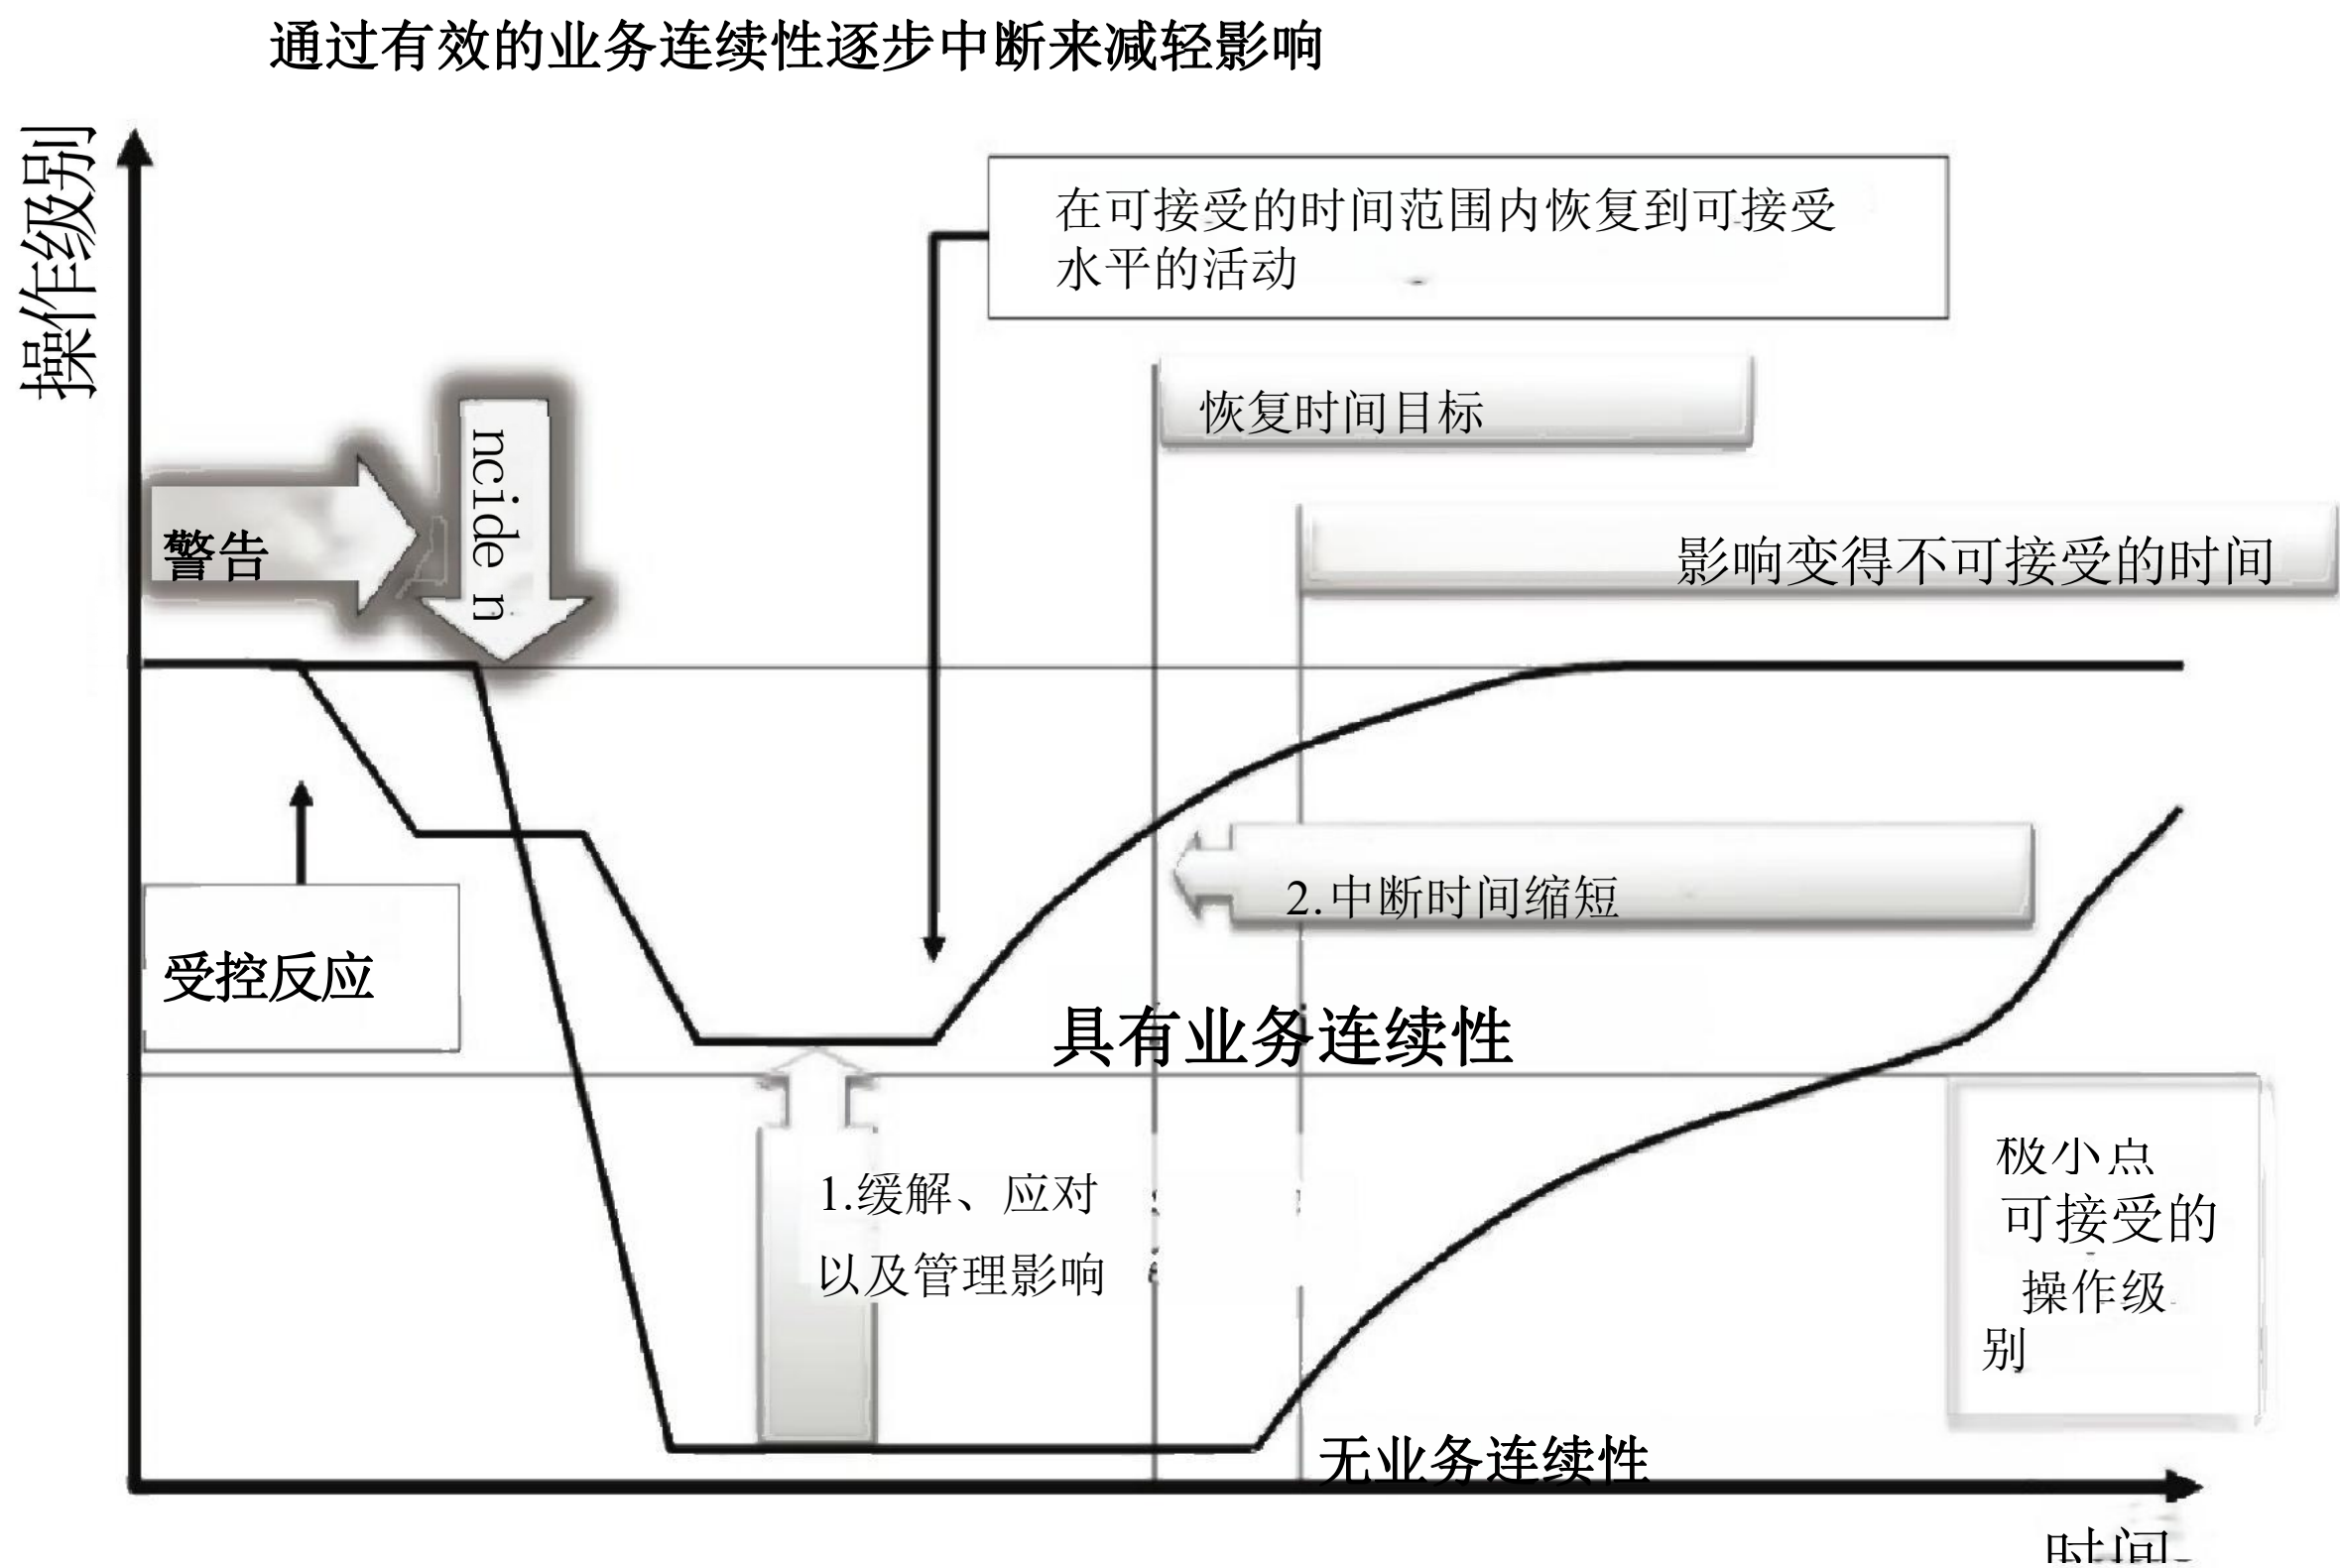 通过有效的业务连续性逐步中断来减轻影响
操作级别
在可接受的时间范围内恢复到可接受
水平的活动
恢复时间目标
ncide n
警告
影响变得不可接受的时间
2.中断时间缩短
受控反应
具有业务连续性
极小点
可接受的
操作级
别
1.缓解、应对
以及管理影响
无业务连续性
时间